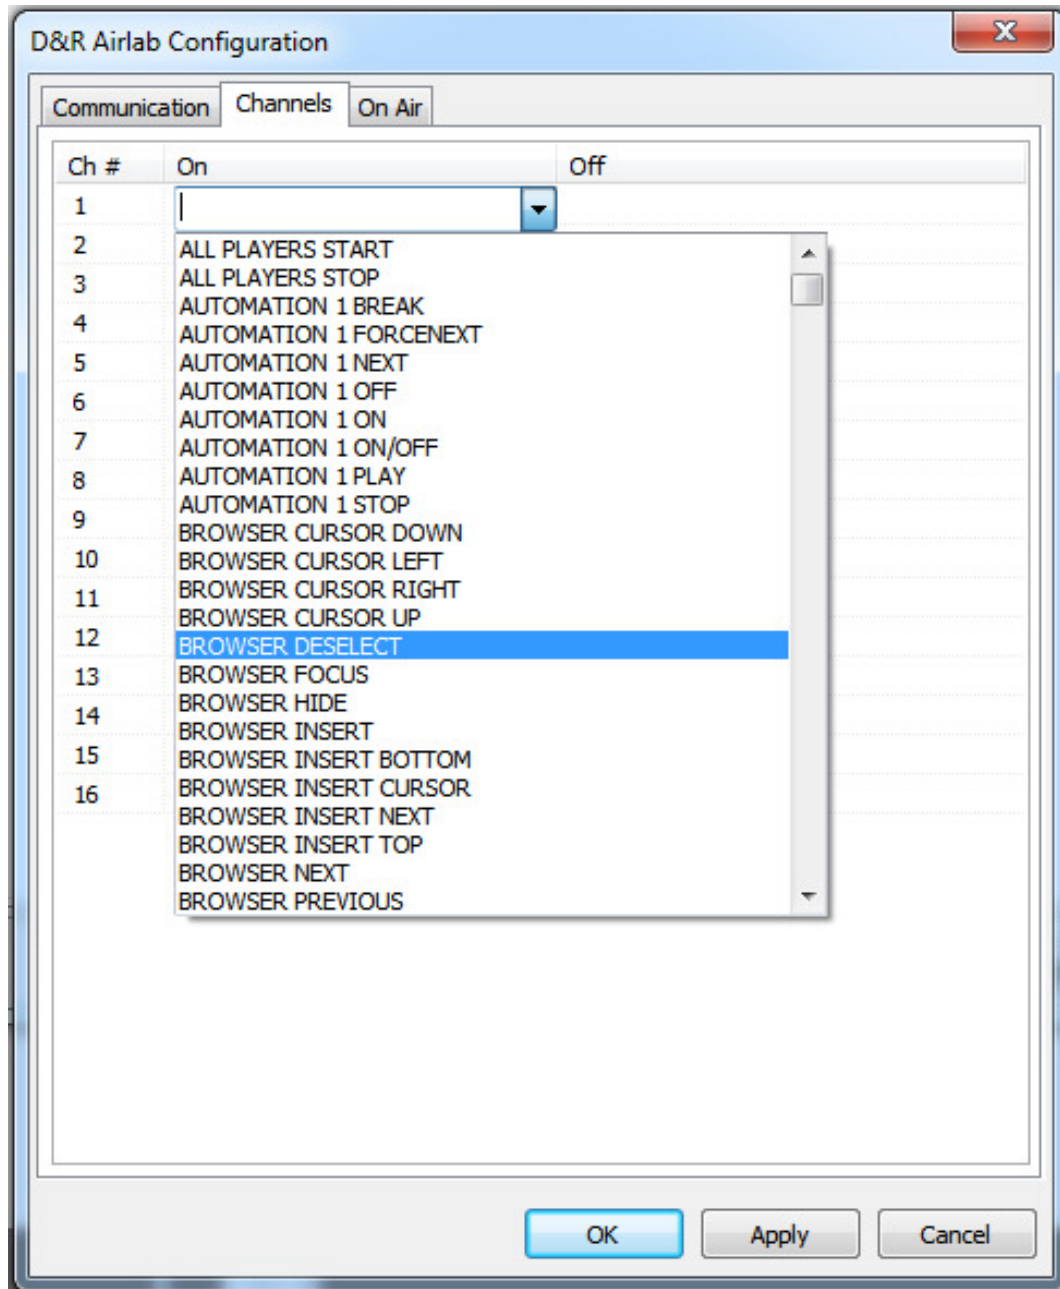 D&R Airlab Configuration
Communication Channels On Air
Ch # On Off
1
2
3
4
5
6
7
8
9
10
11
12
13
14
15
16
ALL PLAYERS START
ALL PLAYERS STOP
AUTOMATION 1 BREAK
AUTOMATION 1 FORCENEXT
AUTOMATION 1 NEXT
AUTOMATION 1 OFF
AUTOMATION 1 ON
AUTOMATION 1 ON/OFF
AUTOMATION 1 PLAY
AUTOMATION 1 STOP
BROWSER CURSOR DOWN
BROWSER CURSOR LEFT
BROWSER CURSOR RIGHT
BROWSER CURSOR UP
BROWSER DESELECT
BROWSER FOCUS
BROWSER HIDE
BROWSER INSERT
BROWSER INSERT BOTTOM
BROWSER INSERT CURSOR
BROWSER INSERT NEXT
BROWSER INSERT TOP
BROWSER NEXT
BROWSER PREVIOUS
OK Apply Cancel